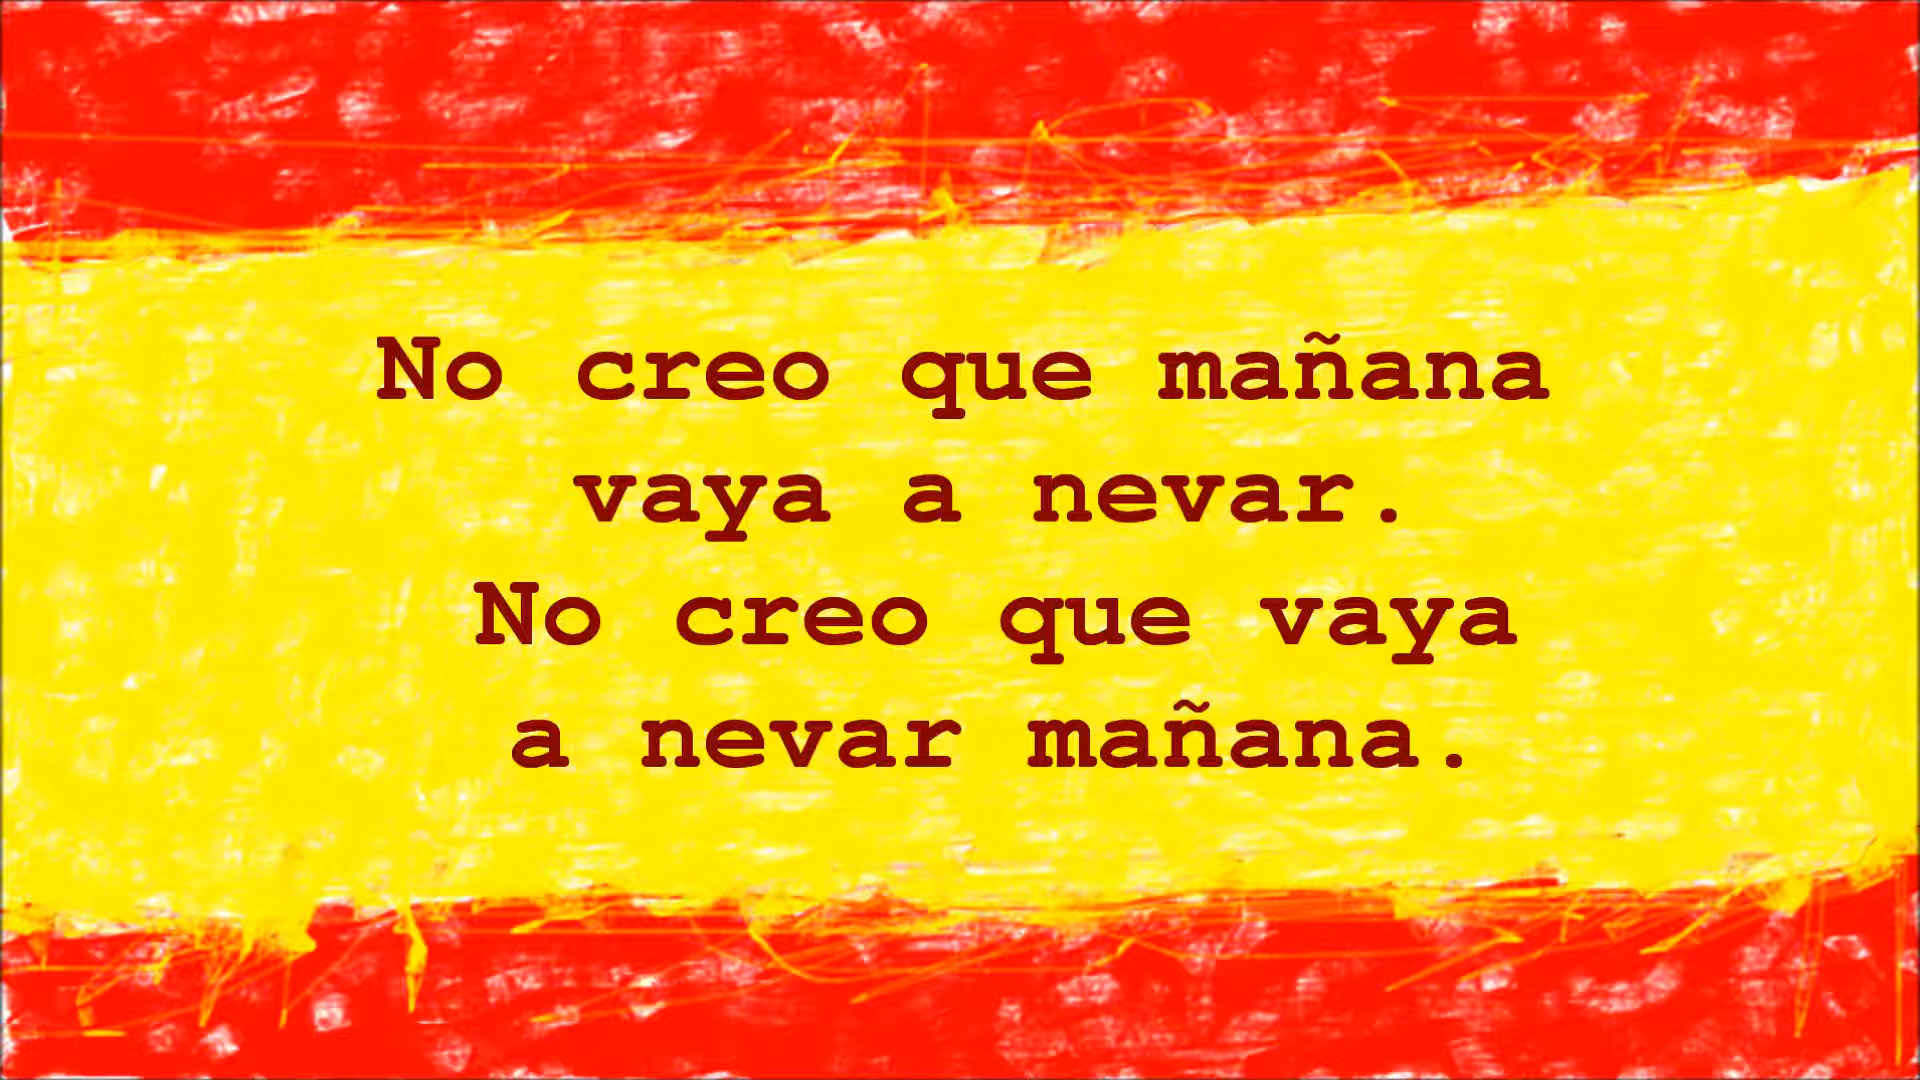 No creo que mañana
vaya a nevar.
No creo que vaya
a nevar mañana.